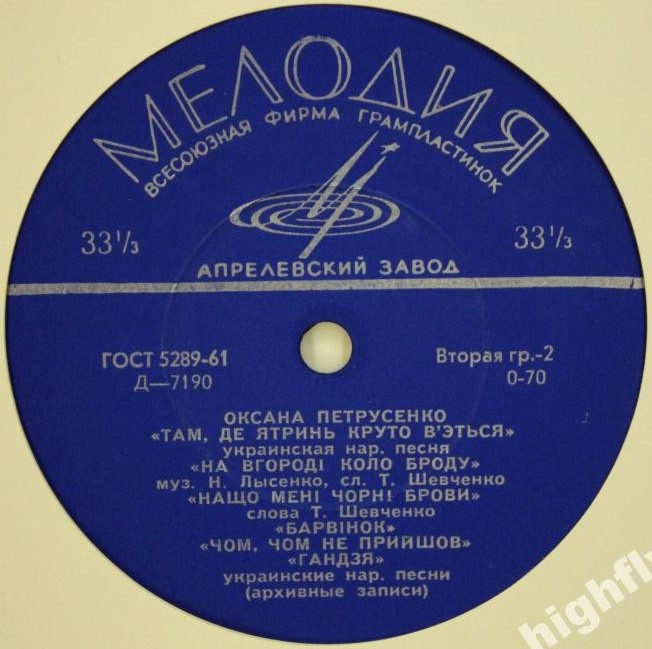 МЕЛОДИЯ
ВСЕСОЮЗНАЯ ФИРМА ГРАМПЛАСТИНОК
33⅓ 33⅓
АПРЕЛЕВСКИЙ ЗАВОД
ГОСТ 5289-61 Вторая гр.-2
Д—7190 0-70
ОКСАНА ПЕТРУСЕНКО
«ТАМ, ДЕ ЯТРИНЬ КРУТО В'ЭТЬСЯ»
украинская нар. песня
«НА ВГОРОДІ КОЛО БРОДУ»
муз. Н. Лысенко, сл. Т. Шевченко
«НАЩО МЕНІ ЧОРНІ БРОВИ»
слова Т. Шевченко
«БАРВІНОК»
«ЧОМ, ЧОМ НЕ ПРИЙШОВ»
«ГАНДЗЯ»
украинские нар. песни
(архивные записи)
highfly